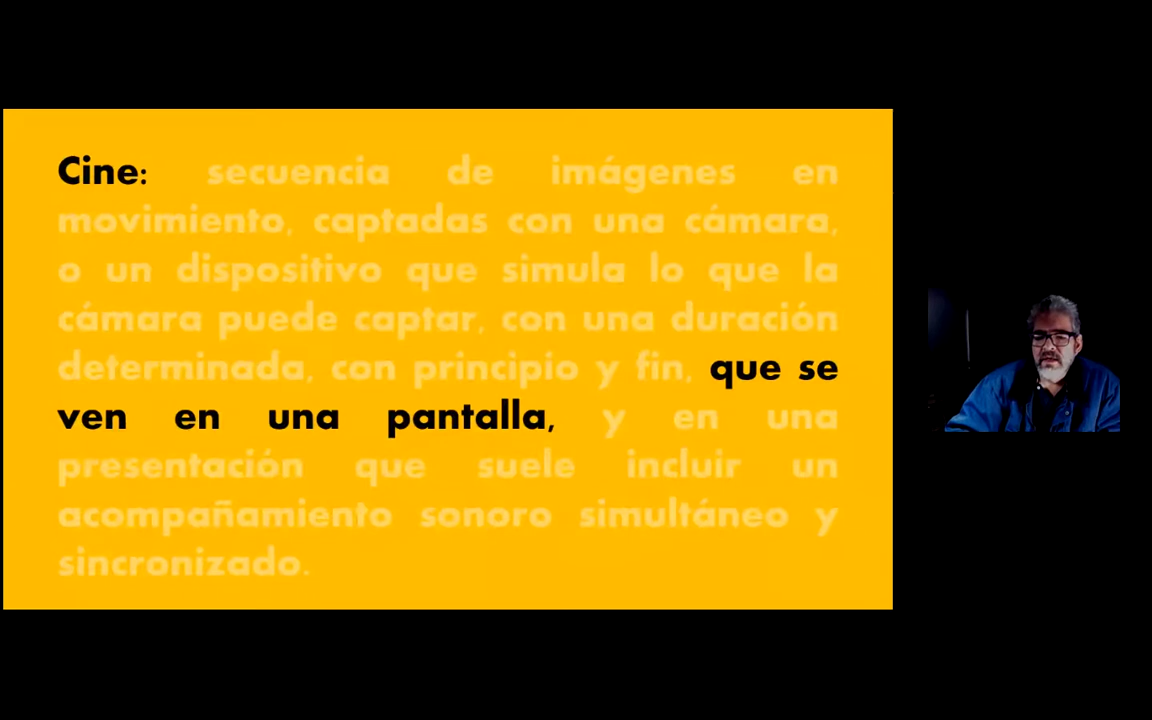 Cine: secuencia de imágenes en
movimiento, captadas con una cámara,
o un dispositivo que simula lo que la
cámara puede captar, con una duración
determinada, con principio y fin, que se
ven en una pantalla, y en una
presentación que suele incluir un
acompañamiento sonoro simultáneo y
sincronizado.